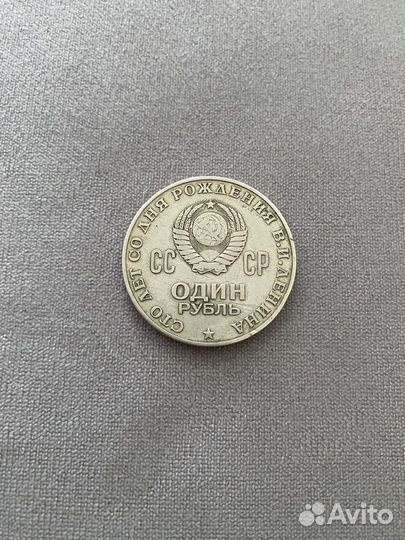 СТО ЛЕТ СО ДНЯ РОЖДЕНИЯ В.И.ЛЕНИНА
СС СР
ОДИН
РУБЛЬ
Avito